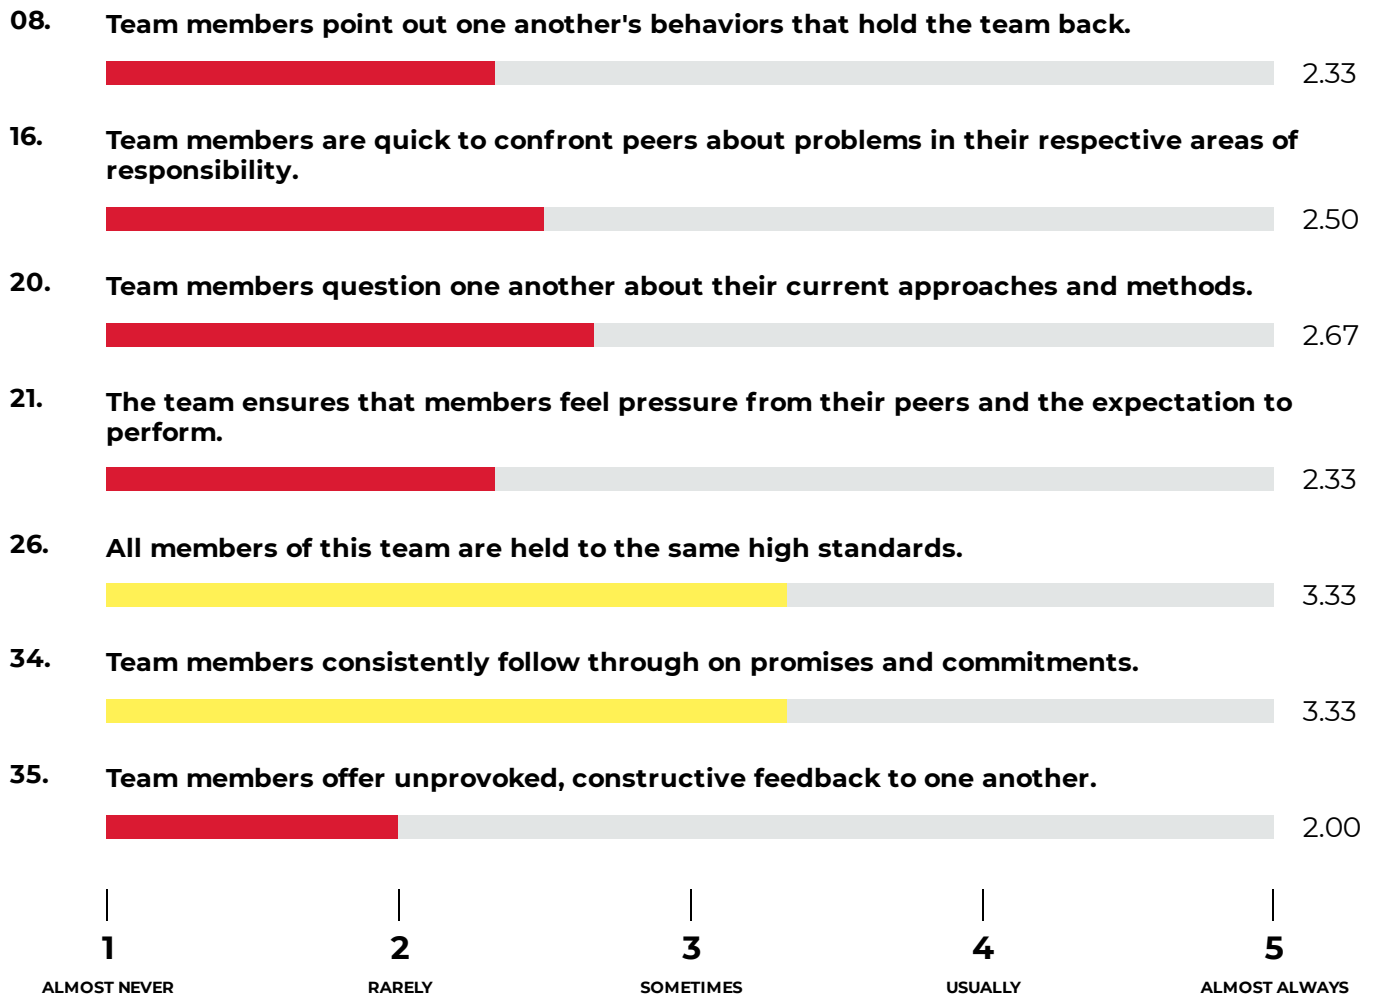 08. Team members point out one another's behaviors that hold the team back.
2.33
16. Team members are quick to confront peers about problems in their respective areas of
responsibility.
2.50
20. Team members question one another about their current approaches and methods.
2.67
21. The team ensures that members feel pressure from their peers and the expectation to
perform.
2.33
26. All members of this team are held to the same high standards.
3.33
34. Team members consistently follow through on promises and commitments.
3.33
35. Team members offer unprovoked, constructive feedback to one another.
2.00
1 2 3 4 5
ALMOST NEVER RARELY SOMETIMES USUALLY ALMOST ALWAYS